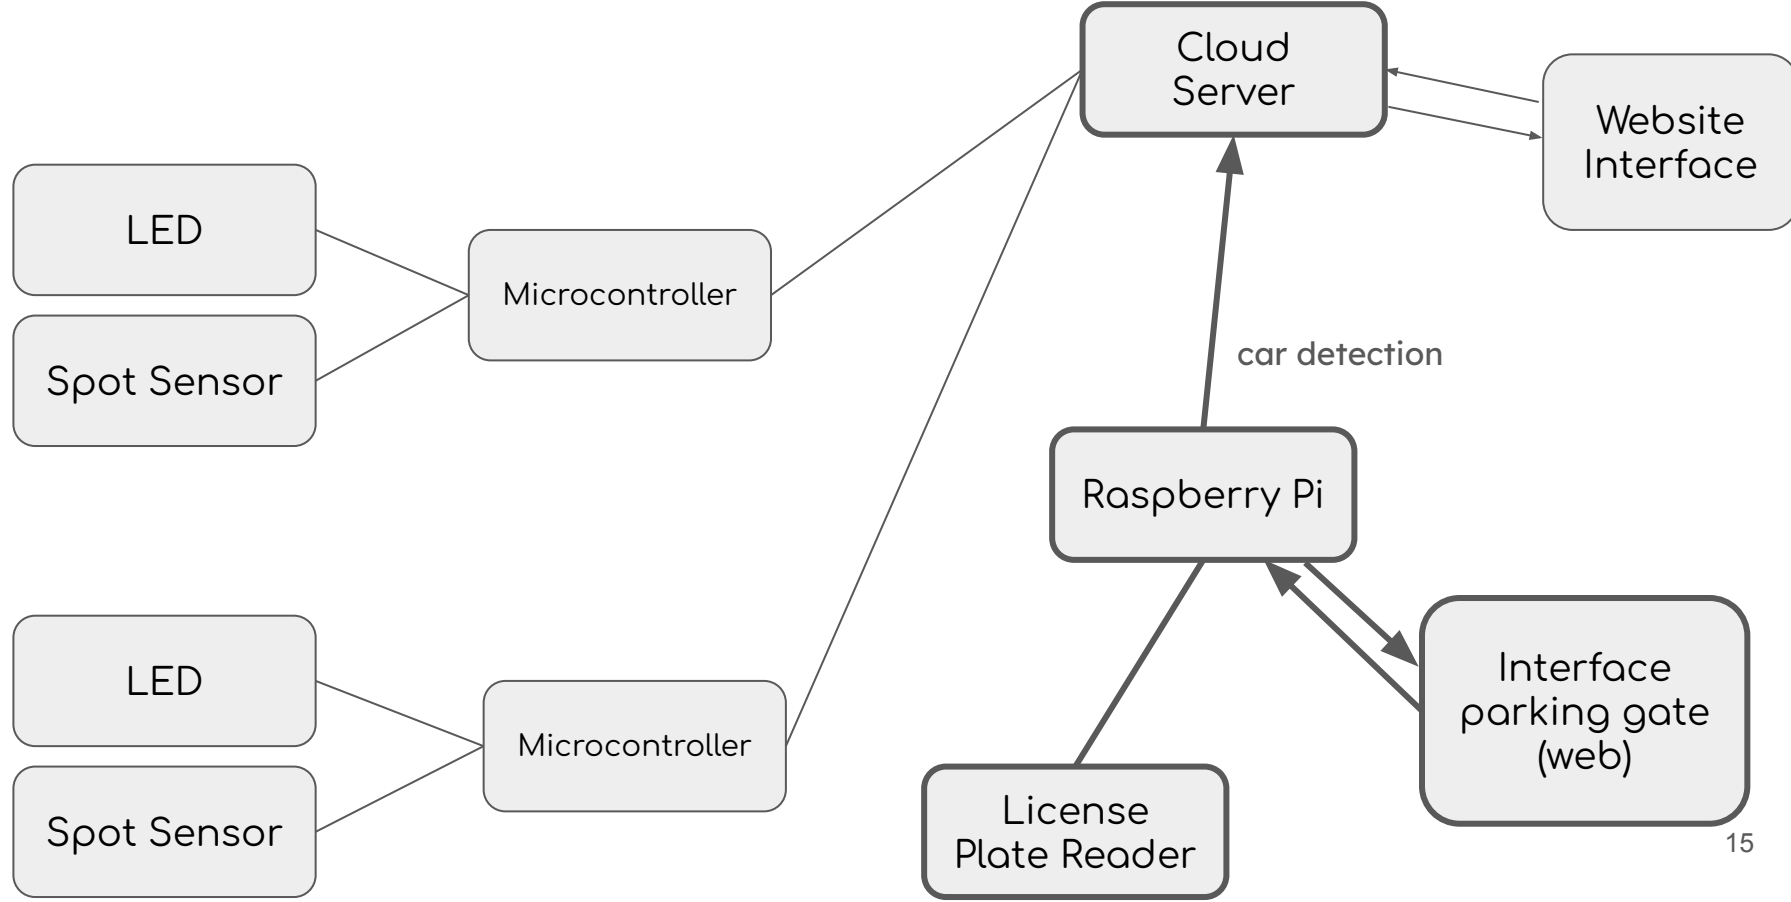 Cloud
Server
Website
Interface
LED
Microcontroller
Spot Sensor
car detection
Raspberry Pi
LED
Microcontroller
Spot Sensor
Interface
parking gate
(web)
License
Plate Reader
15